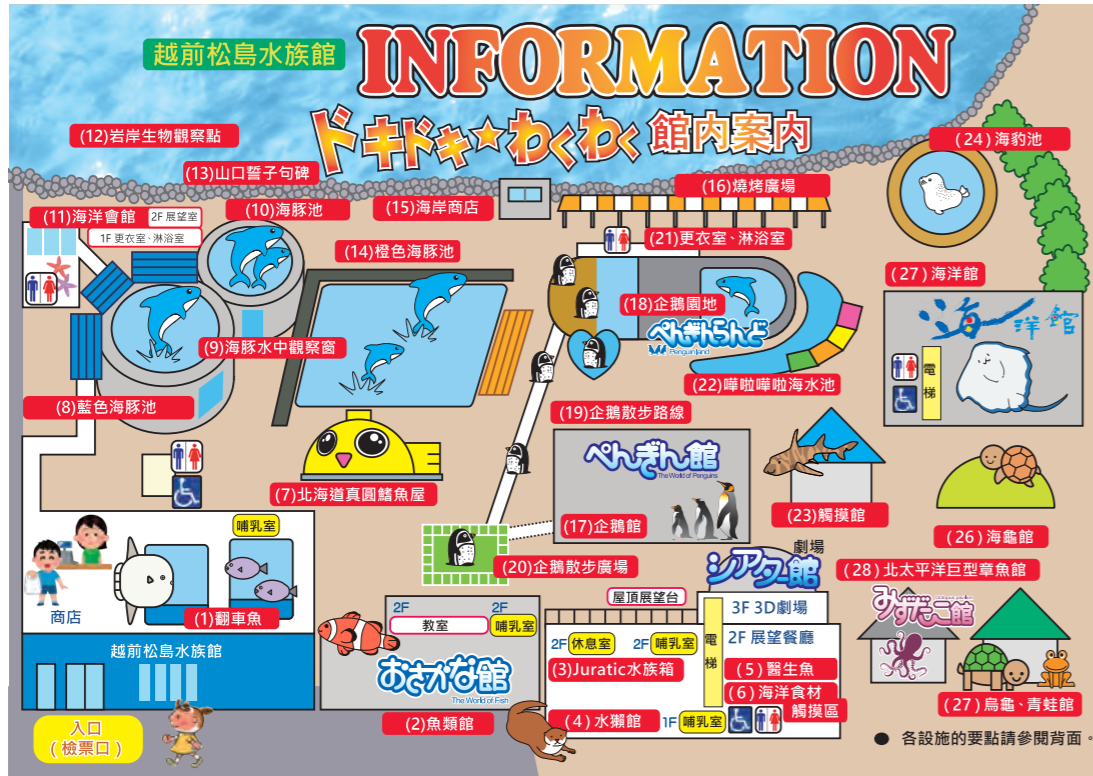 越前松島水族館
INFORMATION
ドキドキ☆わくわく 館内案内
(12)岩岸生物觀察點
(13)山口誓子句碑
(24)海豹池
(16)燒烤廣場
(11)海洋會館
2F 展望室
1F 更衣室、淋浴室
(10)海豚池
(15)海岸商店
(21)更衣室、淋浴室
(14)橙色海豚池
(27)海洋館
海洋館
電梯
(18)企鵝園地
ぺんぎんらんど
Penguinland
(9)海豚水中觀察窗
(22)嘩啦嘩啦海水池
(8)藍色海豚池
(19)企鵝散步路線
ぺんぎん館
The World of Penguins
(7)北海道真圓鰭魚屋
(17)企鵝館
(23)觸摸館
(26)海龜館
哺乳室
(20)企鵝散步廣場
劇場
シアター館
(28)北太平洋巨型章魚館
みずだこ館
商店
(1)翻車魚
屋頂展望台
2F
教室
2F
哺乳室
3F 3D劇場
2F 休息室
2F 哺乳室
電梯
2F 展望餐廳
越前松島水族館
おさかな館
The World of Fish
(3)Juratic水族箱
(5)醫生魚
(6)海洋食材
觸摸區
(2)魚類館
(4)水獺館
1F 哺乳室
(27)烏龜、青蛙館
入口
(檢票口)
● 各設施的要點請參閱背面。